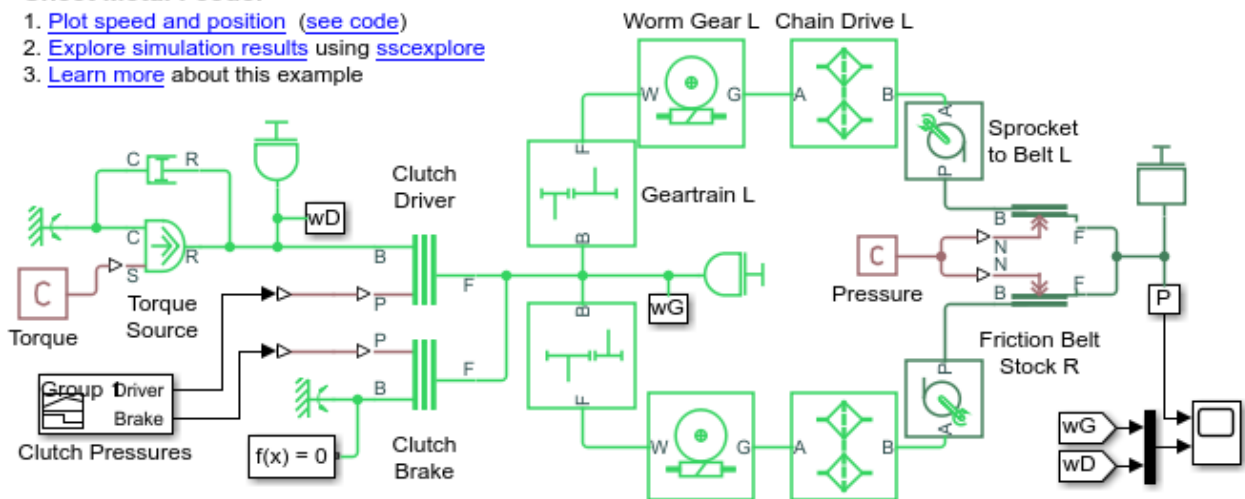 1. Plot speed and position (see code)
2. Explore simulation results using sscexplore
3. Learn more about this example
Worm Gear L
Chain Drive L
W
G
A
B
A
Sprocket
to Belt L
P
F
Geartrain L
B
C
R
wD
Clutch
Driver
C
S
R
B
P
F
C
Torque
Torque
Source
C
Pressure
B
N
N
B
F
F
P
wG
B
F
P
B
F
Group 1
Driver
Brake
Clutch Pressures
f(x) = 0
Clutch
Brake
Friction Belt
Stock R
P
A
W
G
A
B
wG
wD